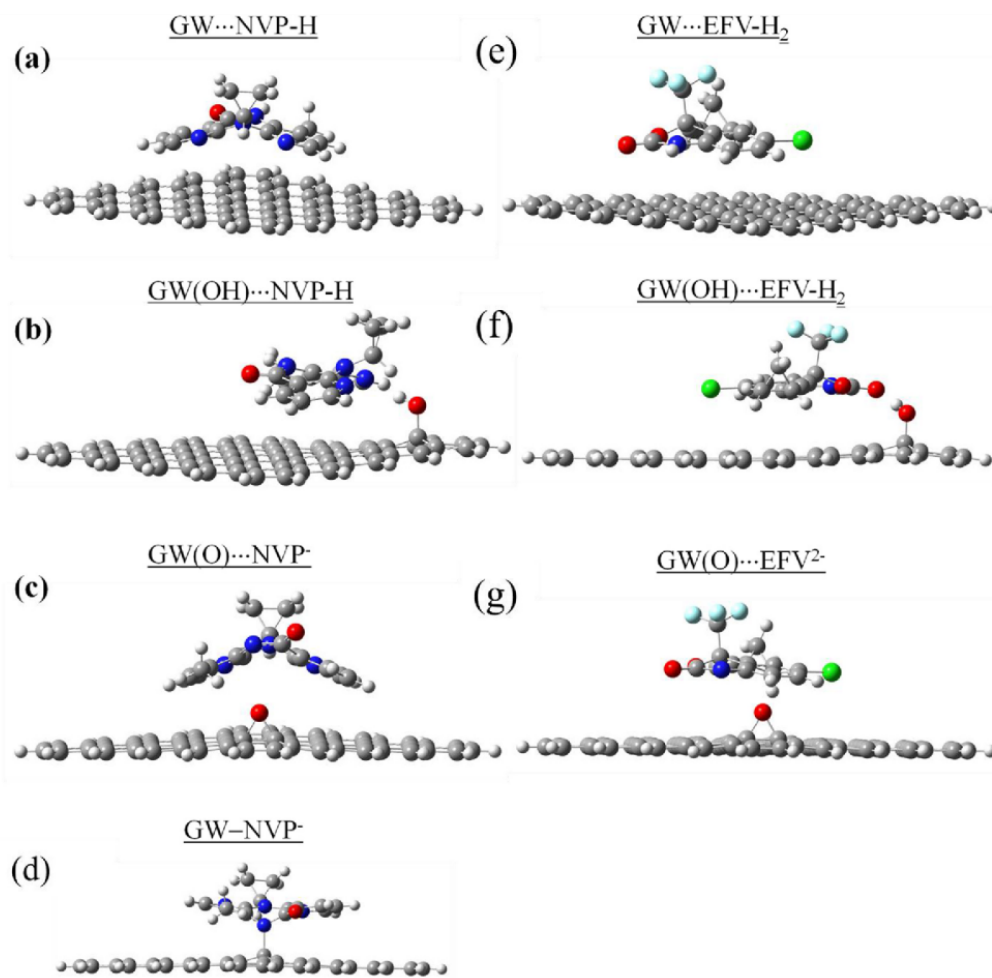 GW···NVP-H
(a)
GW(OH)···NVP-H
(b)
GW(O)···NVP⁻
(c)
GW–NVP⁻
(d)
GW···EFV-H₂
(e)
GW(OH)···EFV-H₂
(f)
GW(O)···EFV²⁻
(g)